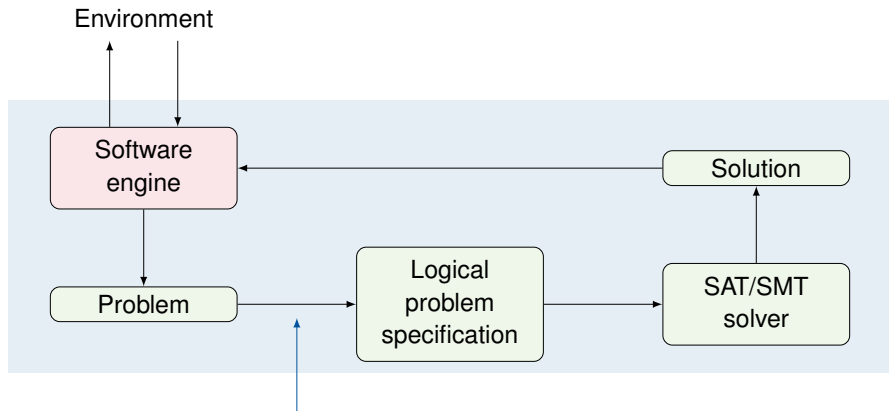 Environment
Software
engine
Solution
Problem
Logical
problem
specification
SAT/SMT
solver